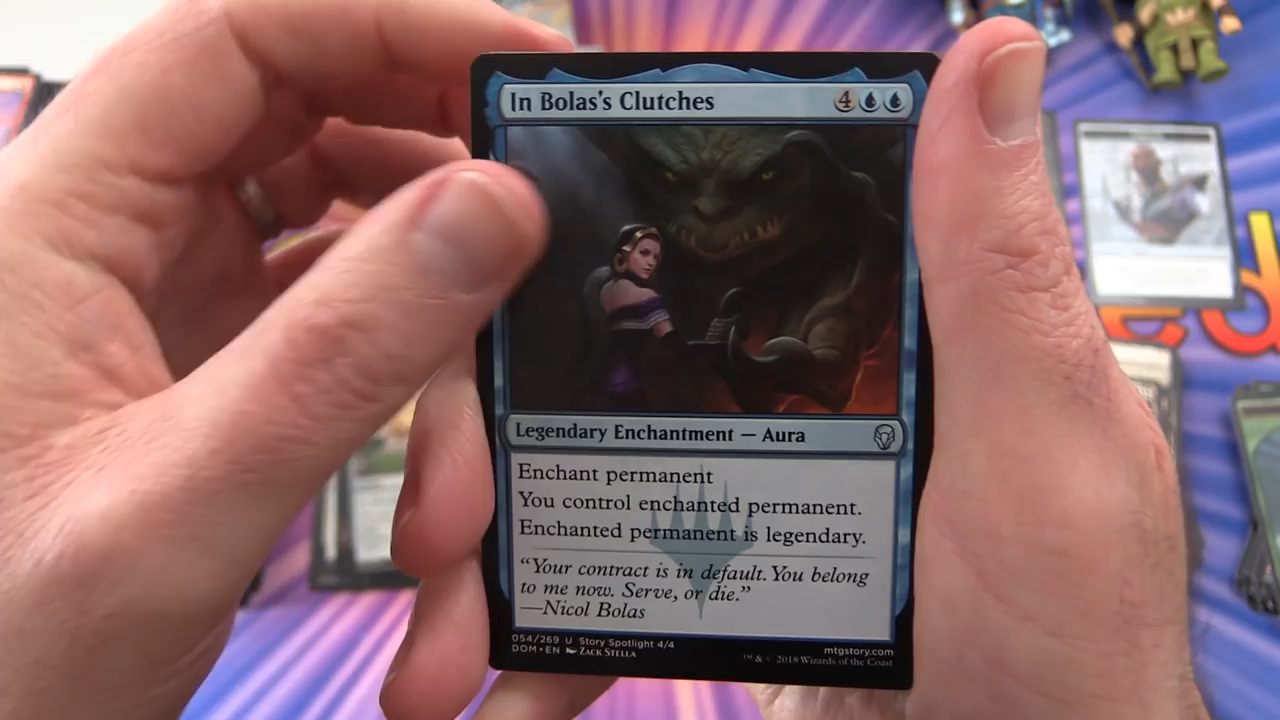 In Bolas's Clutches 4
Legendary Enchantment — Aura
Enchant permanent
You control enchanted permanent.
Enchanted permanent is legendary.
“Your contract is in default. You belong
to me now. Serve, or die.”
—Nicol Bolas
054/269 U Story Spotlight 4/4
DOM • EN Zack Stella
mtgstory.com
™ & © 2018 Wizards of the Coast